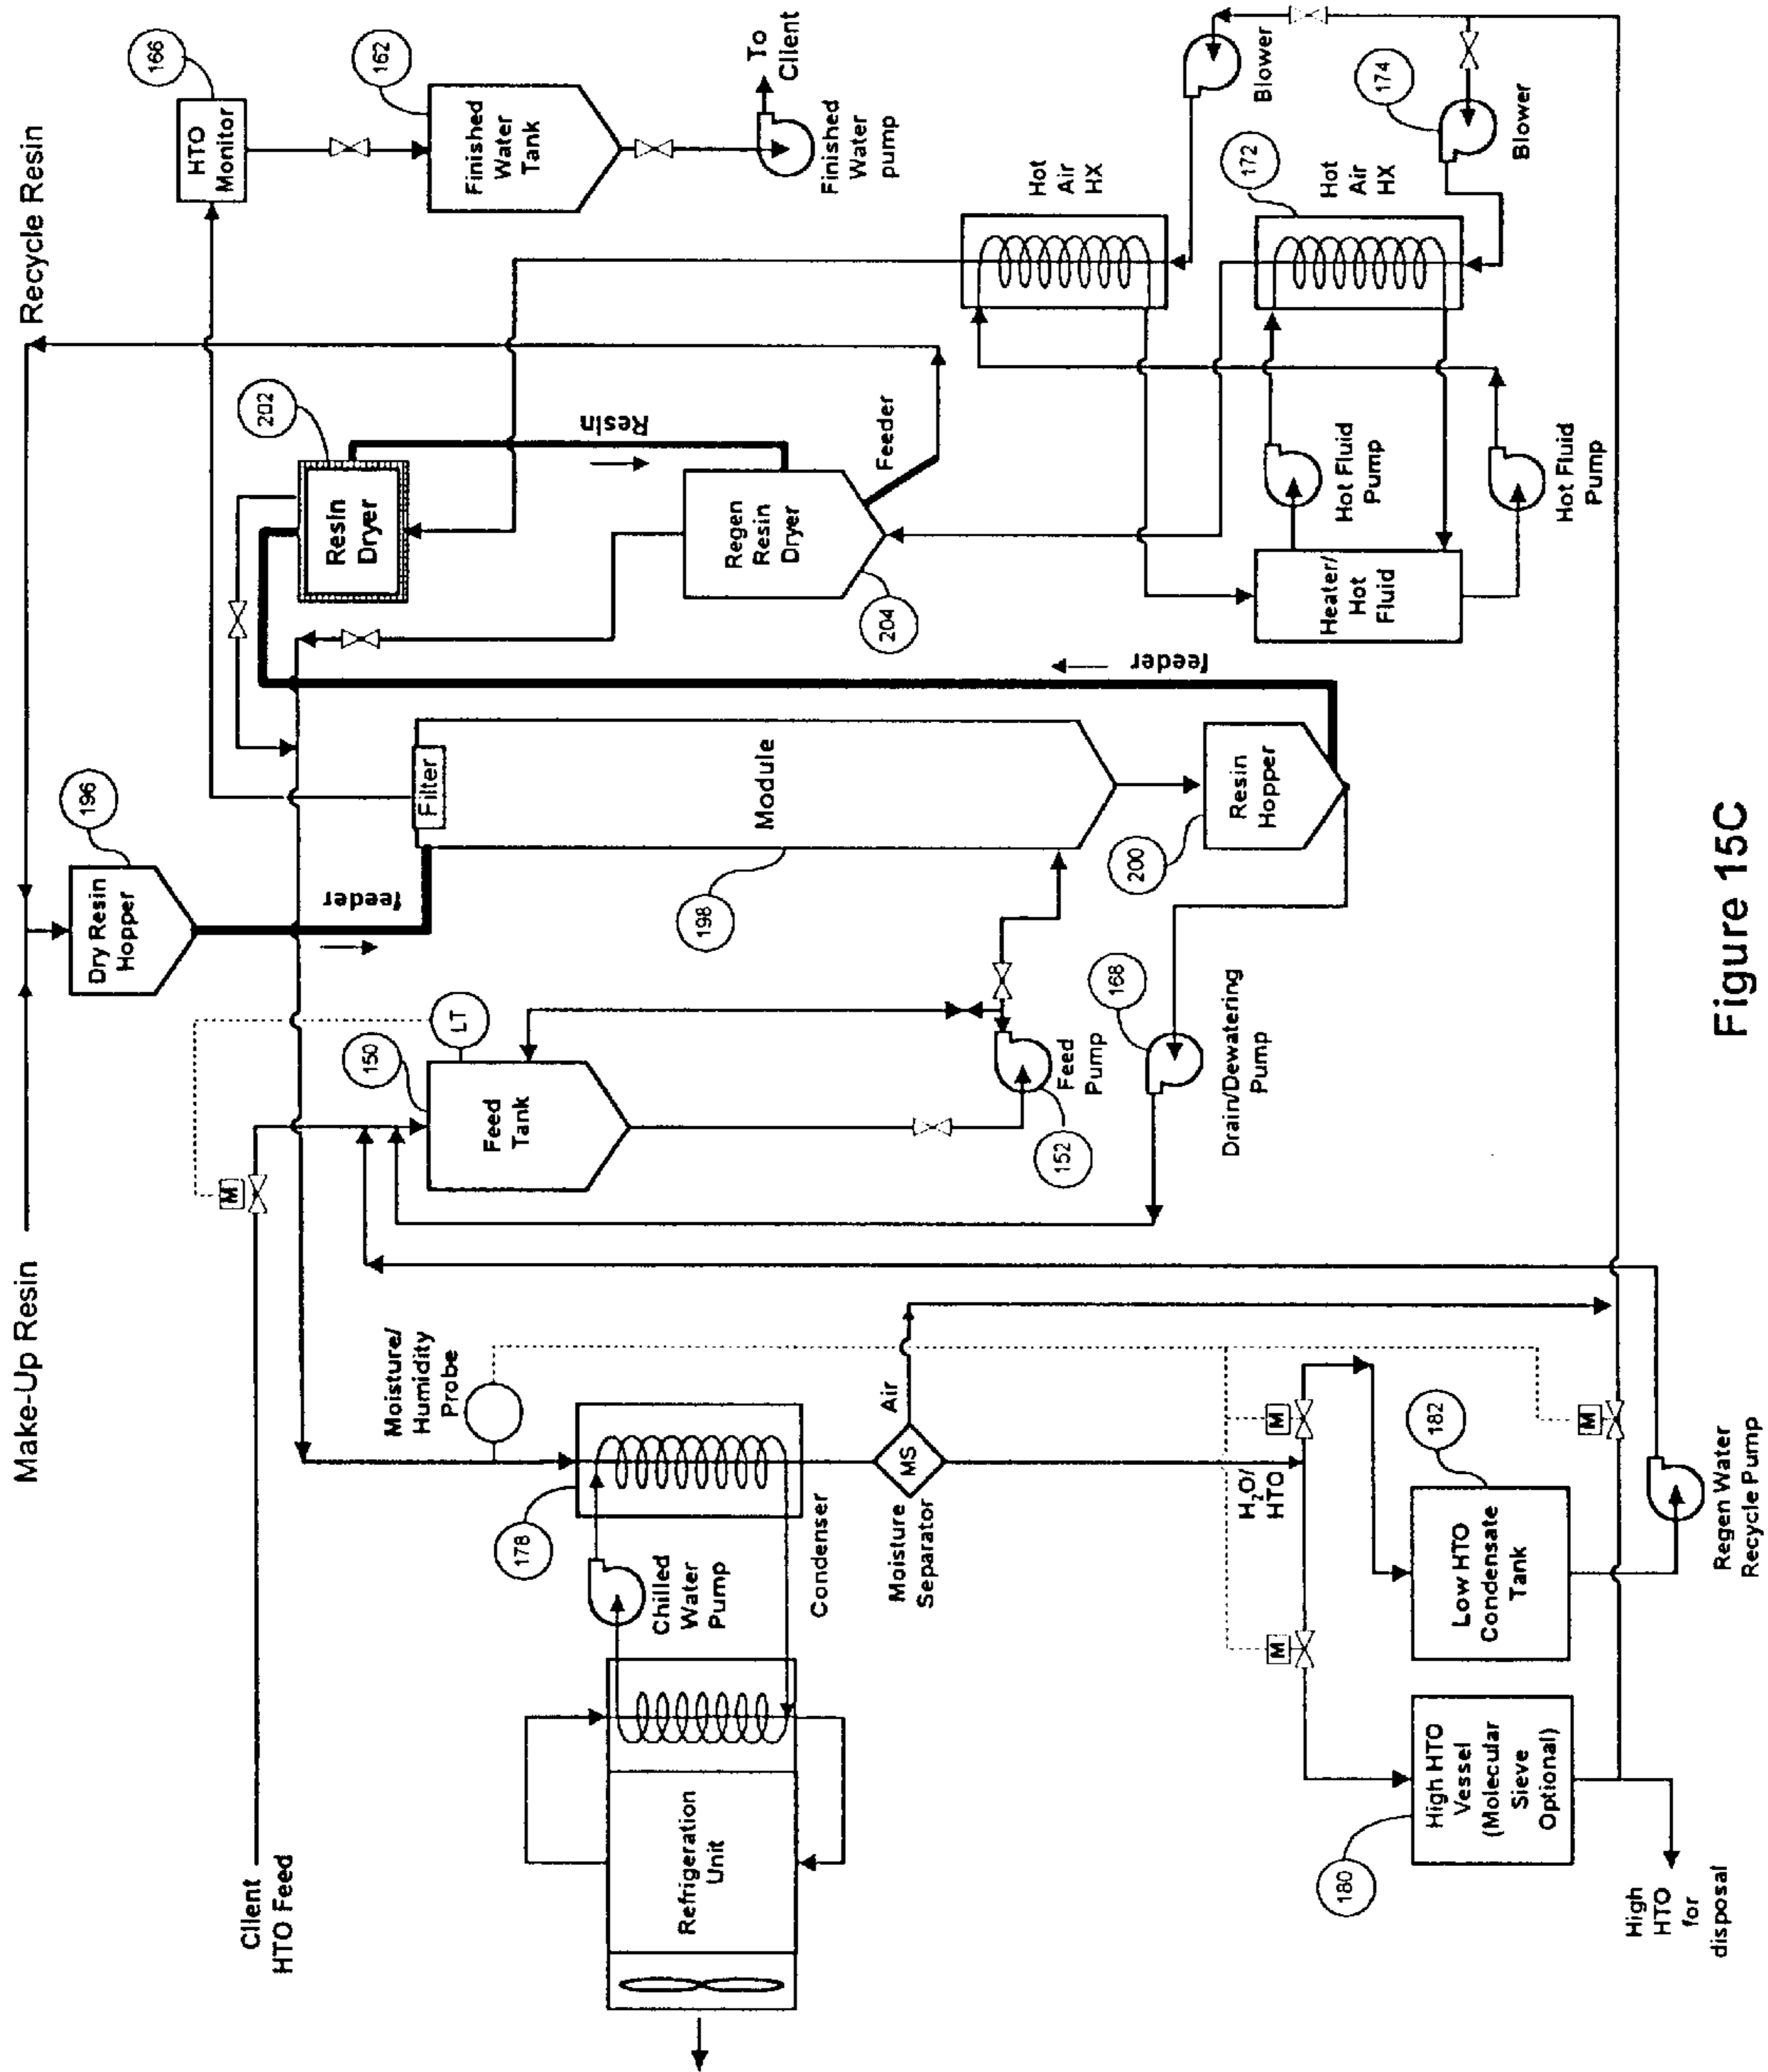 Make-Up Resin
Recycle Resin
196
Dry Resin
Hopper
feeder
166
HTO
Monitor
162
Finished
Water
Tank
To
Client
Finished
Water
pump
202
Resin
Dryer
Resin
Regen
Resin
Dryer
204
Feeder
Client
HTO Feed
M
LT
150
Feed
Tank
Filter
Module
198
feeder
Feed
Pump
152
168
Drain/Dewatering
Pump
200
Resin
Hopper
Hot
Air
HX
Blower
172
Hot
Air
HX
174
Blower
Hot Fluid
Pump
Heater/
Hot
Fluid
Hot Fluid
Pump
Moisture/
Humidity
Probe
178
Chilled
Water
Pump
Condenser
Refrigeration
Unit
Air
MS
Moisture
Separator
H2O/
HTO
M
M
M
182
Low HTO
Condensate
Tank
180
High HTO
Vessel
(Molecular
Sieve
Optional)
High
HTO
for
disposal
Regen Water
Recycle Pump
Figure 15C